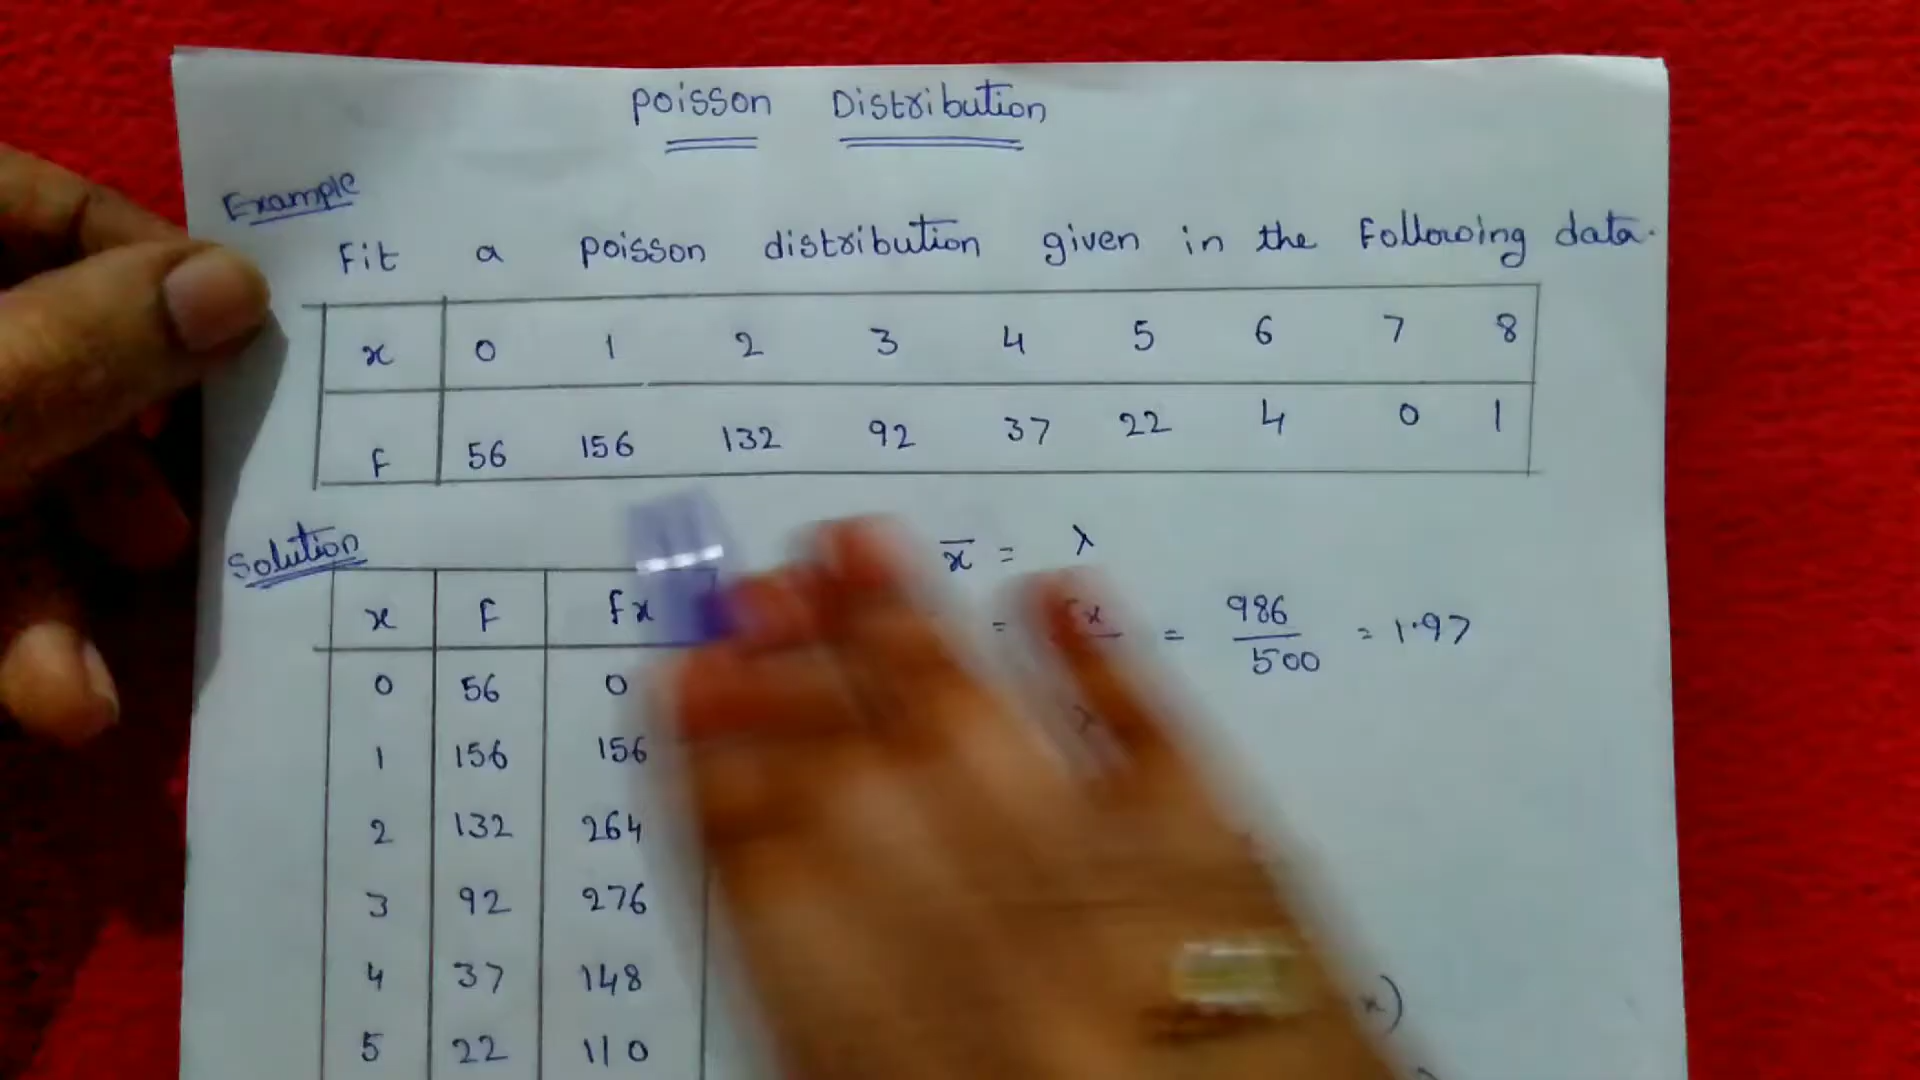 Poisson Distribution
Example
Fit a poisson distribution given in the following data.
x 0 1 2 3 4 5 6 7 8
F 56 156 132 92 37 22 4 0 1
Solution
x̄ = λ
x F fx
= = 986/500 = 1.97
0 56 0
1 156 156
2 132 264
3 92 276
4 37 148
x)
5 22 110